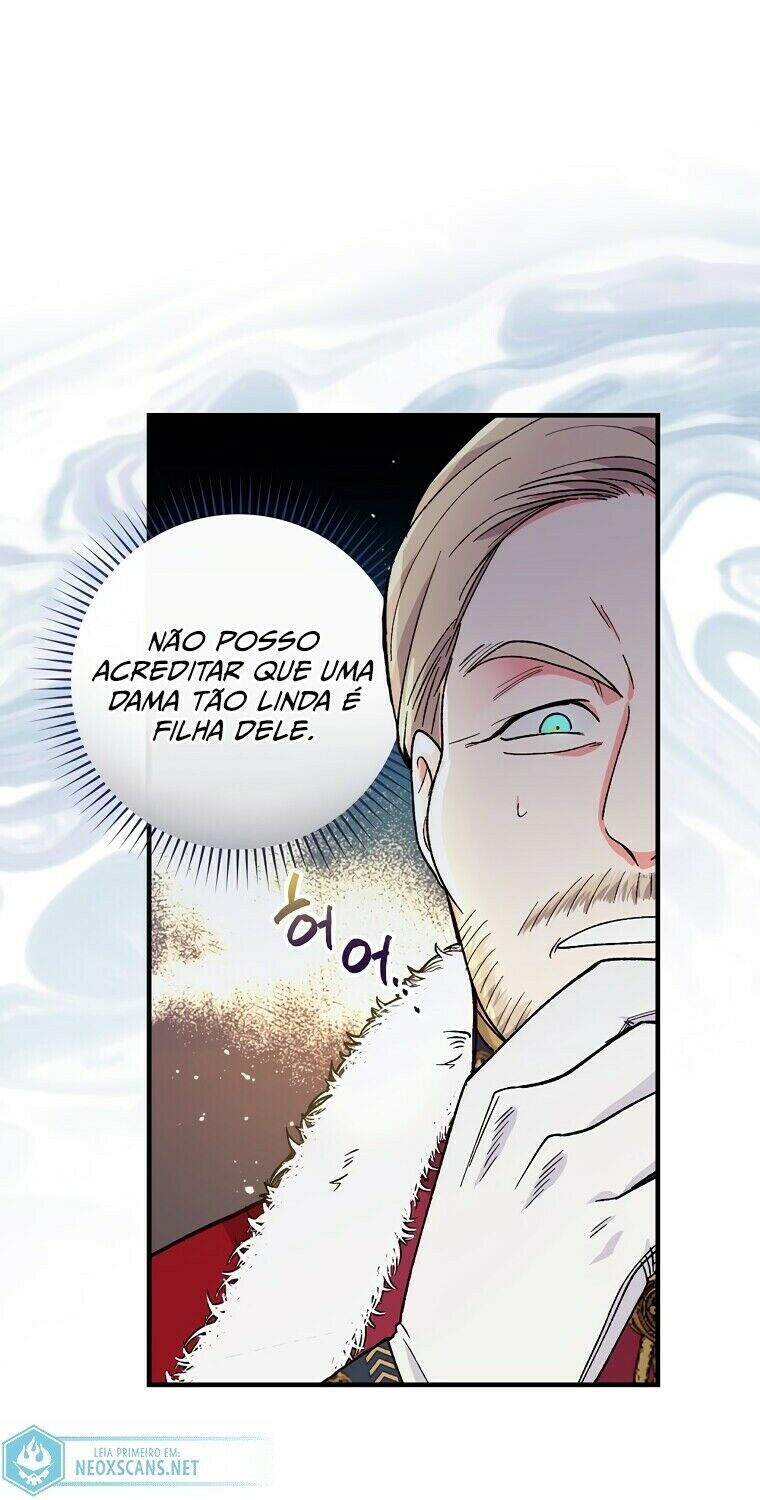 NÃO POSSO
ACREDITAR QUE UMA
DAMA TÃO LINDA É
FILHA DELE.
허어..
LEIA PRIMEIRO EM:
NEOXSCANS.NET